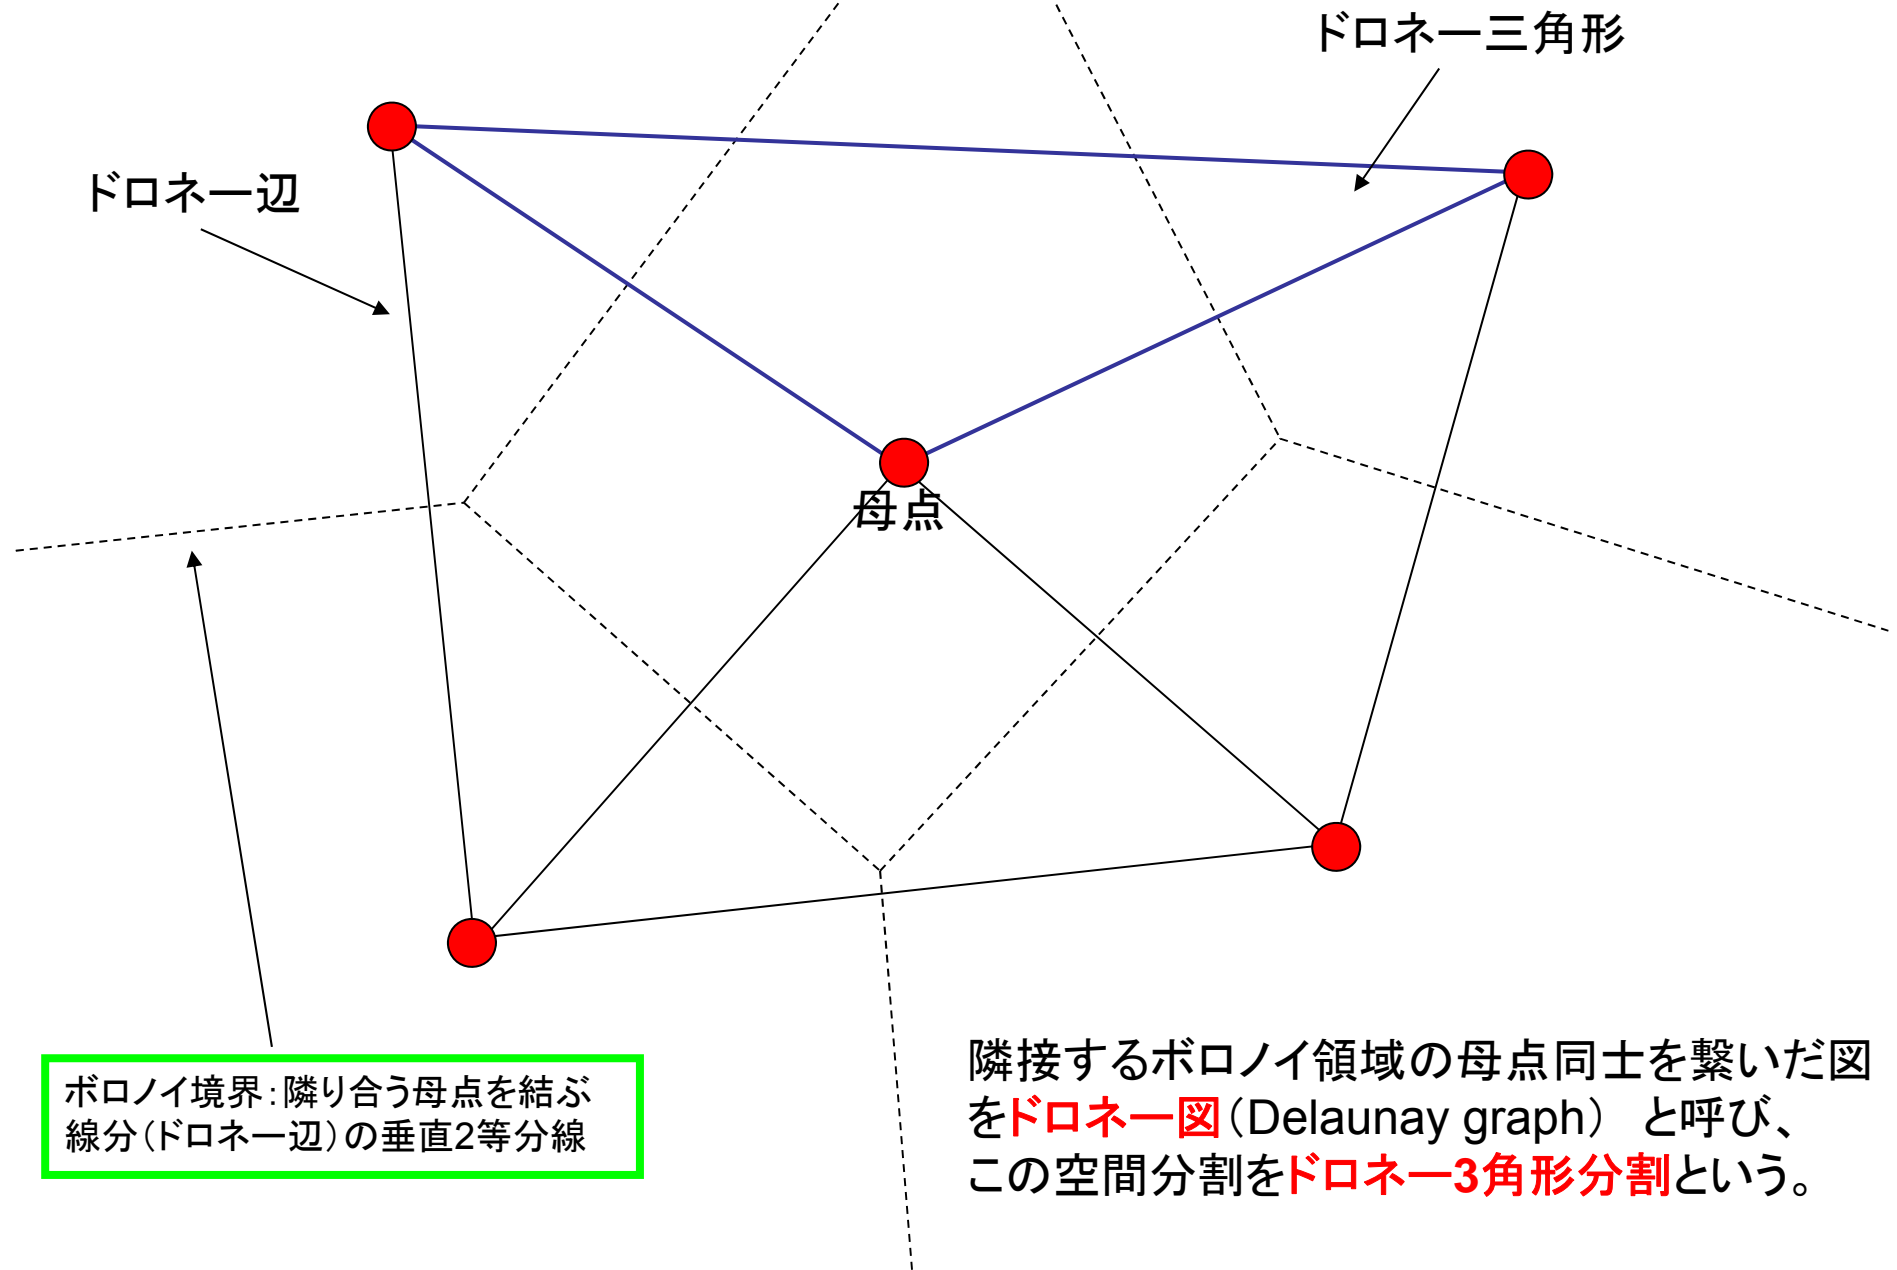 ドロネー三角形
ドロネー辺
母点
ボロノイ境界：隣り合う母点を結ぶ
線分（ドロネー辺）の垂直2等分線
隣接するボロノイ領域の母点同士を繋いだ図
をドロネー図（Delaunay graph） と呼び、
この空間分割をドロネー3角形分割という。